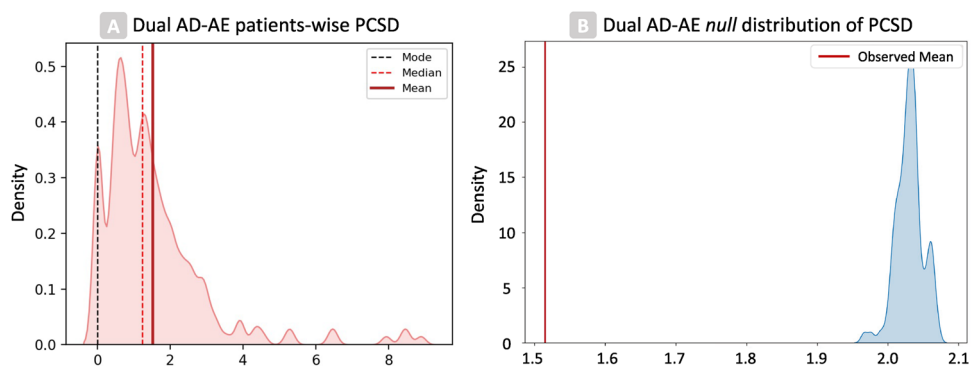 A Dual AD-AE patients-wise PCSD
Mode
Median
Mean
Density
0.5
0.4
0.3
0.2
0.1
0.0
0 2 4 6 8
B Dual AD-AE null distribution of PCSD
Observed Mean
Density
25
20
15
10
5
0
1.5 1.6 1.7 1.8 1.9 2.0 2.1